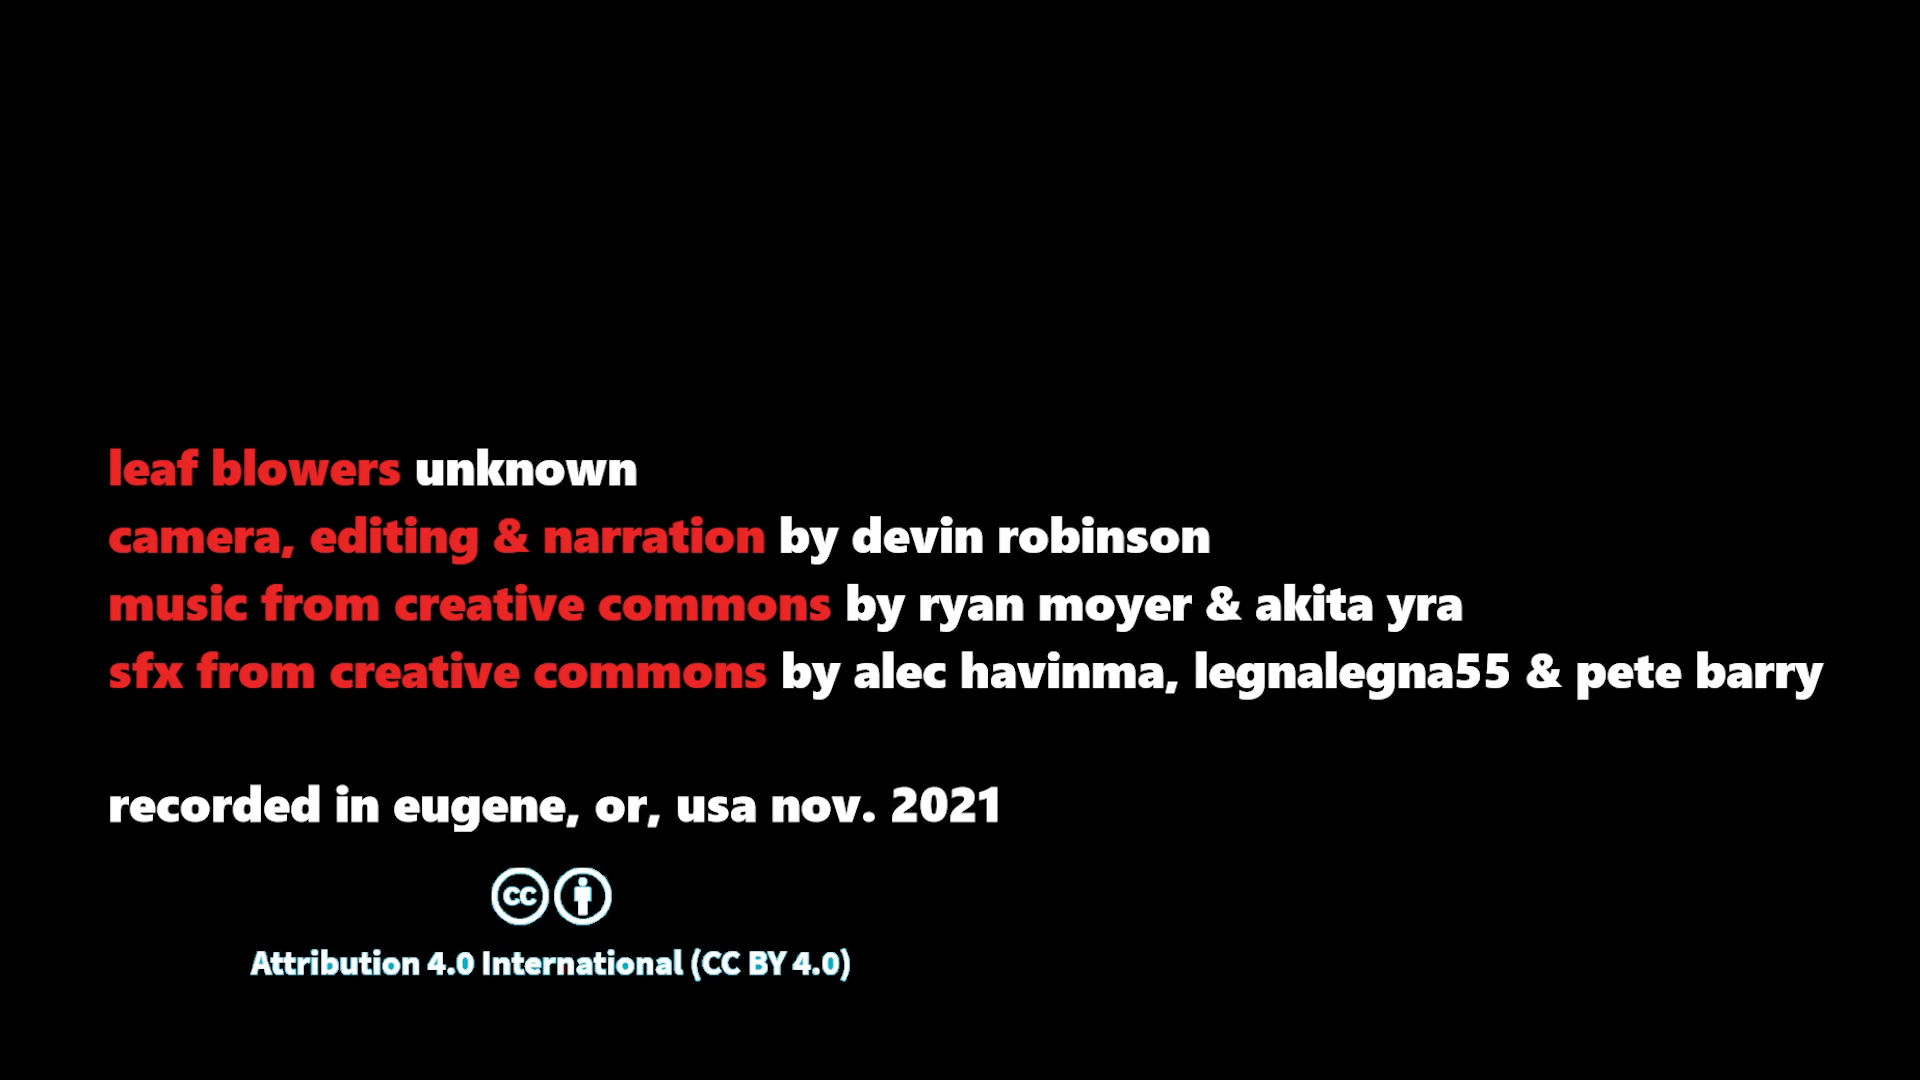 leaf blowers unknown
camera, editing & narration by devin robinson
music from creative commons by ryan moyer & akita yra
sfx from creative commons by alec havinma, legnalegna55 & pete barry
recorded in eugene, or, usa nov. 2021
cc
Attribution 4.0 International (CC BY 4.0)